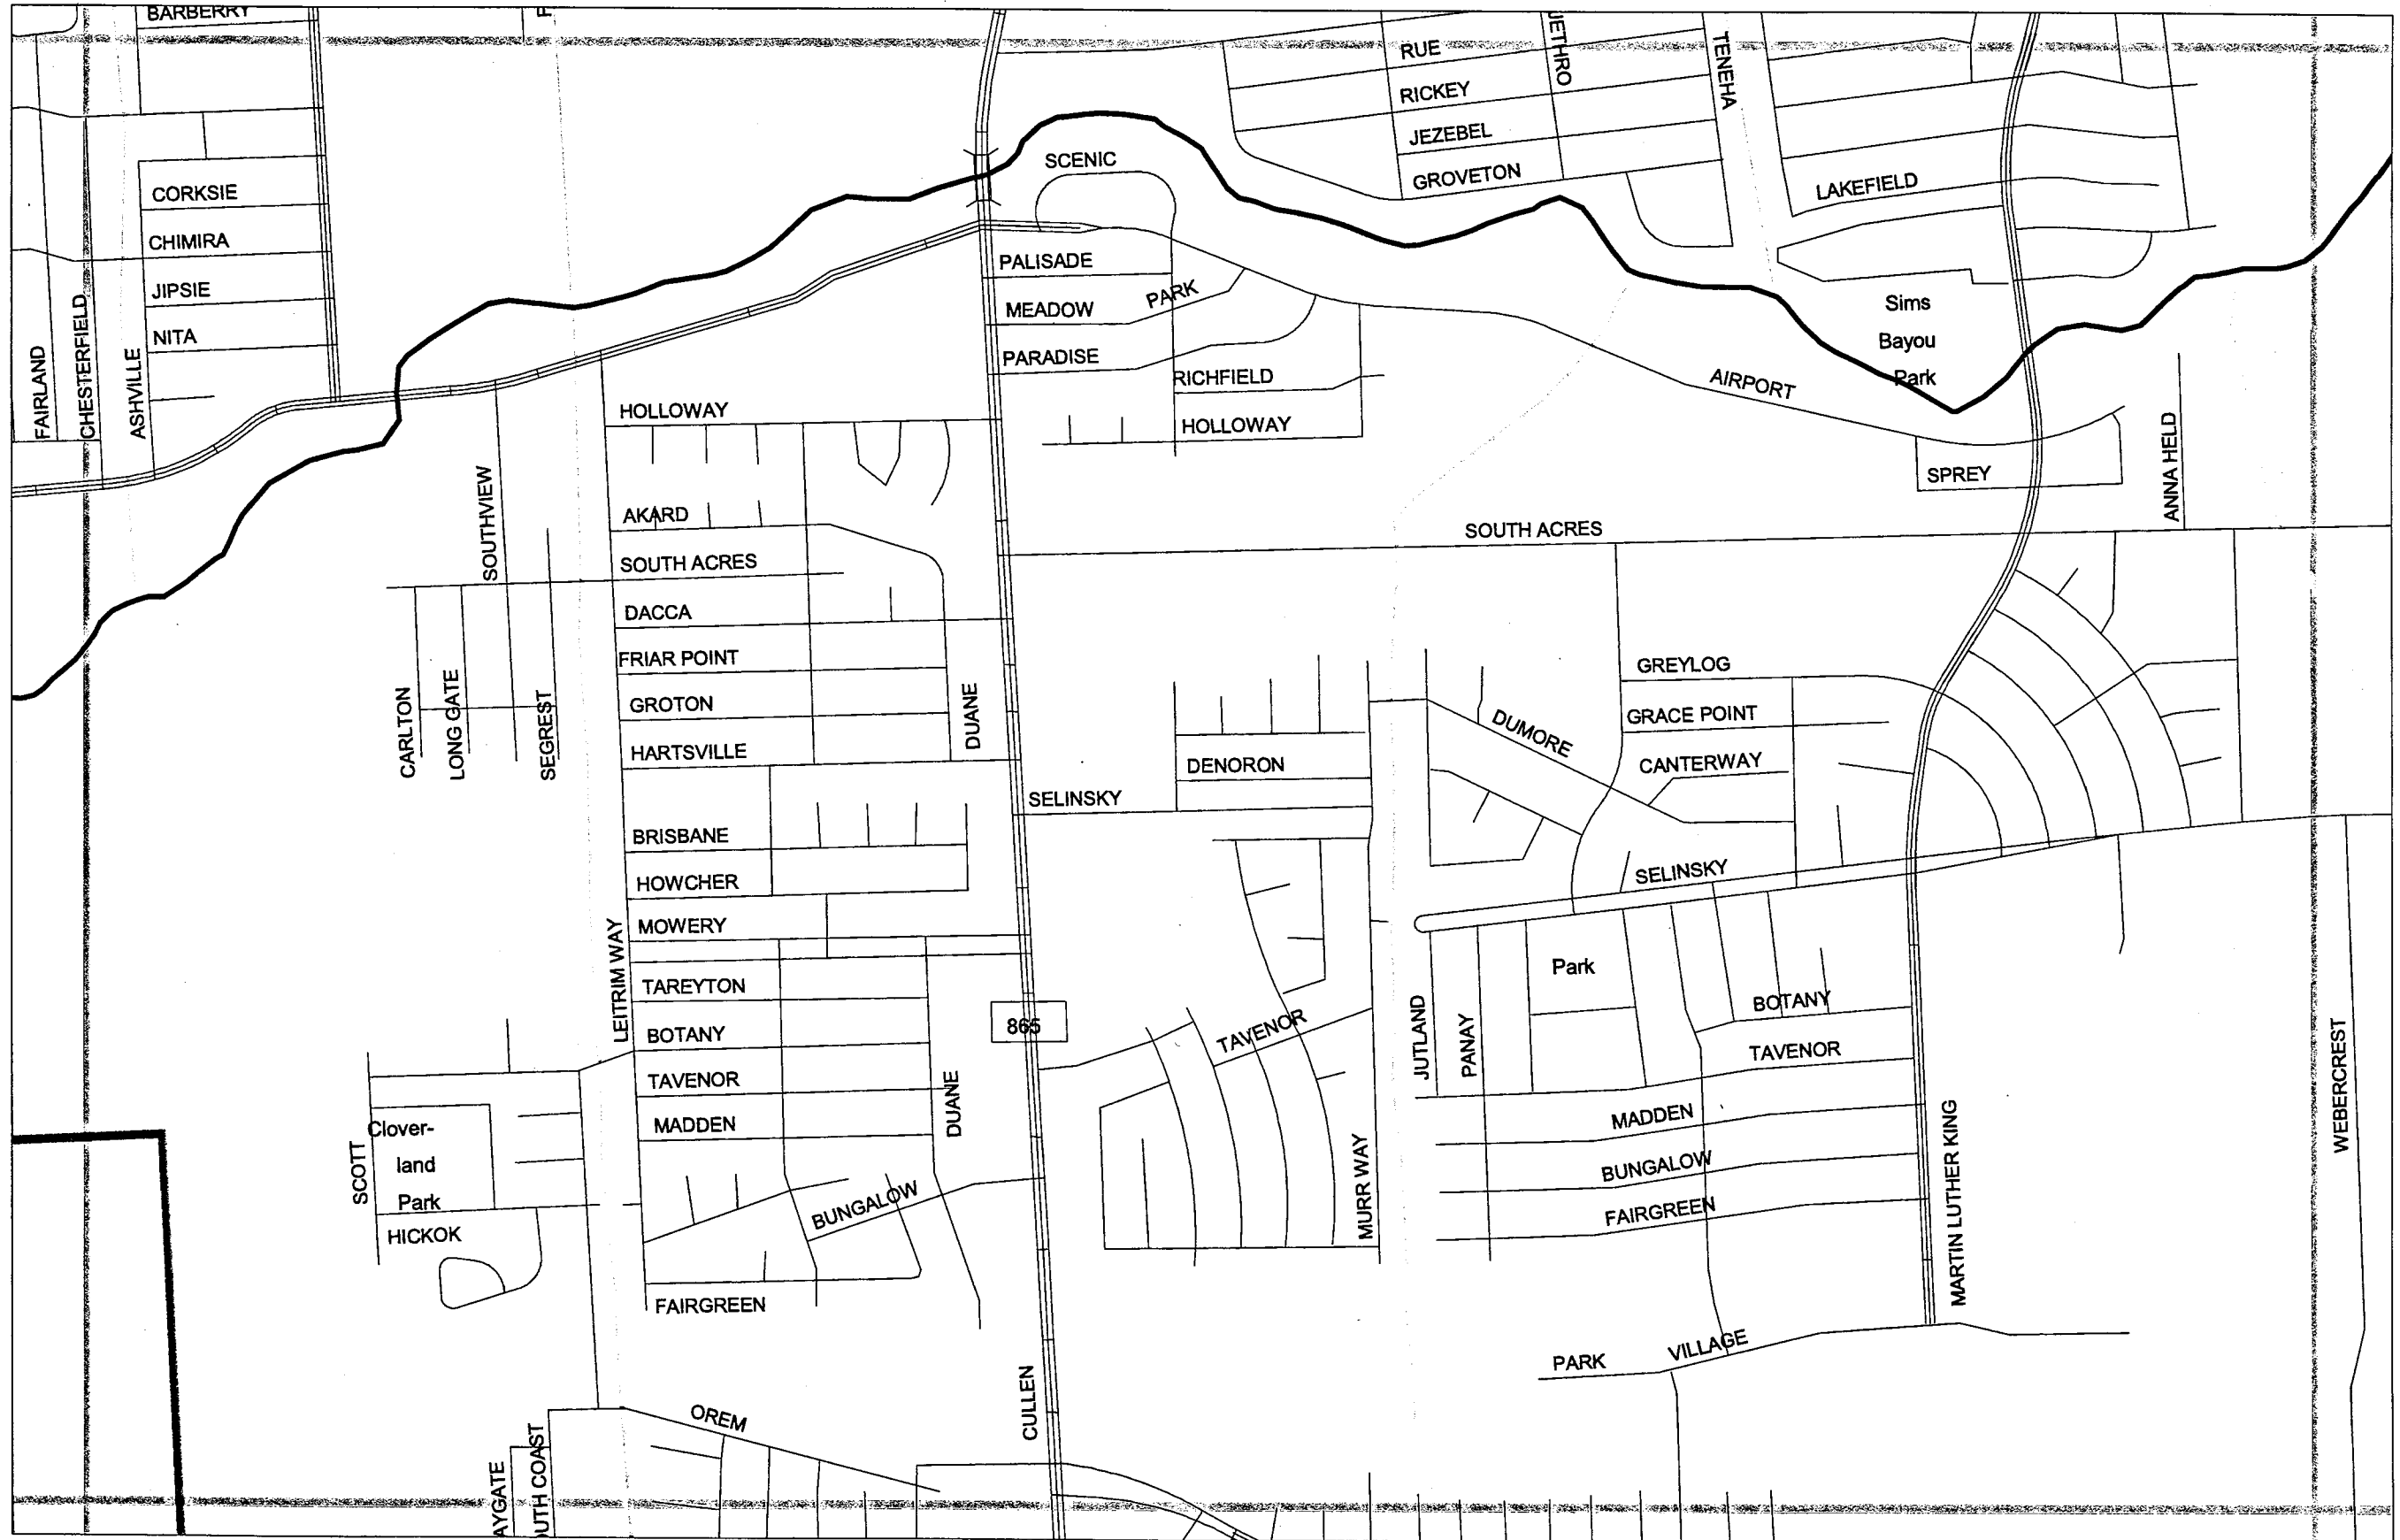 BARBERRY
RUE
JETHRO
TENEHA
RICKEY
JEZEBEL
GROVETON
SCENIC
LAKEFIELD
CORKSIE
CHIMIRA
JIPSIE
NITA
FAIRLAND
CHESTERFIELD
ASHVILLE
PALISADE
MEADOW
PARK
PARADISE
RICHFIELD
HOLLOWAY
HOLLOWAY
AIRPORT
Sims
Bayou
Park
SPREY
ANNA HELD
SOUTHVIEW
AKARD
SOUTH ACRES
SOUTH ACRES
DACCA
FRIAR POINT
GROTON
HARTSVILLE
DUANE
CARLTON
LONG GATE
SEGREST
GREYLOG
GRACE POINT
CANTERWAY
DUMORE
DENORON
SELINSKY
SELINSKY
BRISBANE
HOWCHER
MOWERY
LEITRIM WAY
TAREYTON
BOTANY
TAVENOR
MADDEN
DUANE
865
TAVENOR
JUTLAND
PANAY
Park
BOTANY
TAVENOR
MADDEN
BUNGALOW
FAIRGREEN
MARTIN LUTHER KING
WEBERCREST
SCOTT
Clover-
land
Park
HICKOK
BUNGALOW
FAIRGREEN
MURR WAY
PARK VILLAGE
CULLEN
OREM
AYGATE
UTH COAST